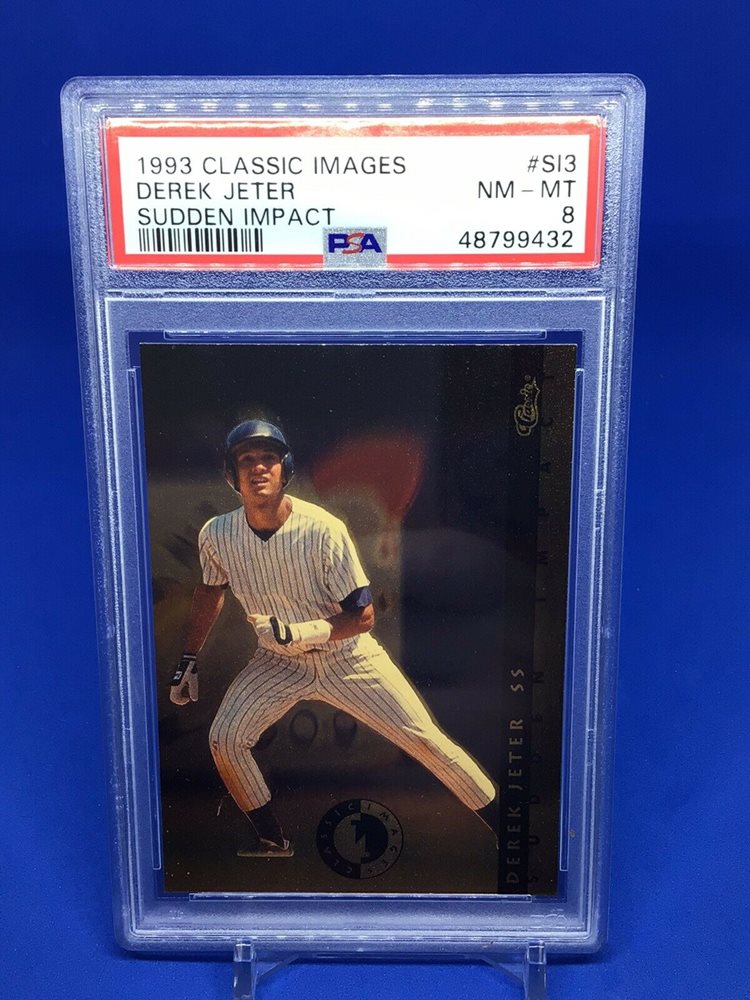 1993 CLASSIC IMAGES #SI3
DEREK JETER NM - MT
SUDDEN IMPACT 8
PSA 48799432
Classic®
SUDDEN IMPACT
DEREK JETER SS
CLASSIC IMAGES